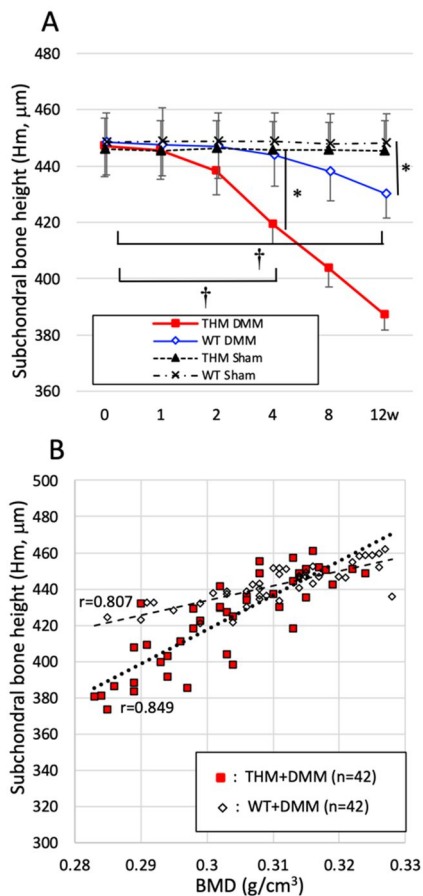 A
Subchondral bone height (Hm, µm)
480
460
440
420
400
380
360
*
*
†
†
THM DMM
WT DMM
THM Sham
WT Sham
0 1 2 4 8 12w
B
Subchondral bone height (Hm, µm)
500
480
460
440
420
400
380
360
340
320
300
r=0.807
r=0.849
: THM+DMM (n=42)
: WT+DMM (n=42)
0.28 0.29 0.3 0.31 0.32 0.33
BMD (g/cm³)